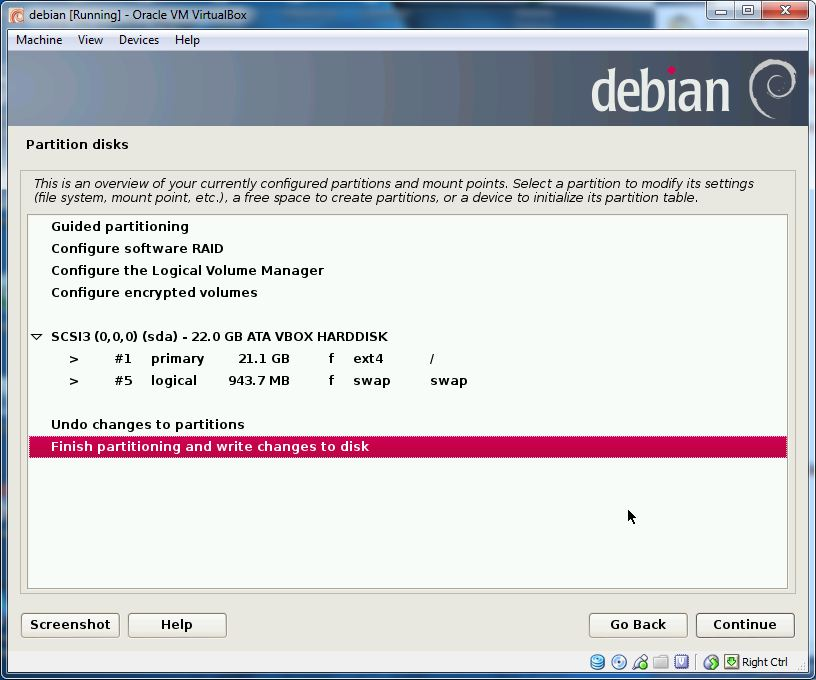 debian [Running] - Oracle VM VirtualBox
Machine View Devices Help
debian
Partition disks
This is an overview of your currently configured partitions and mount points. Select a partition to modify its settings
(file system, mount point, etc.), a free space to create partitions, or a device to initialize its partition table.
Guided partitioning
Configure software RAID
Configure the Logical Volume Manager
Configure encrypted volumes
SCSI3 (0,0,0) (sda) - 22.0 GB ATA VBOX HARDDISK
> #1 primary 21.1 GB f ext4 /
> #5 logical 943.7 MB f swap swap
Undo changes to partitions
Finish partitioning and write changes to disk
Screenshot Help Go Back Continue
Right Ctrl